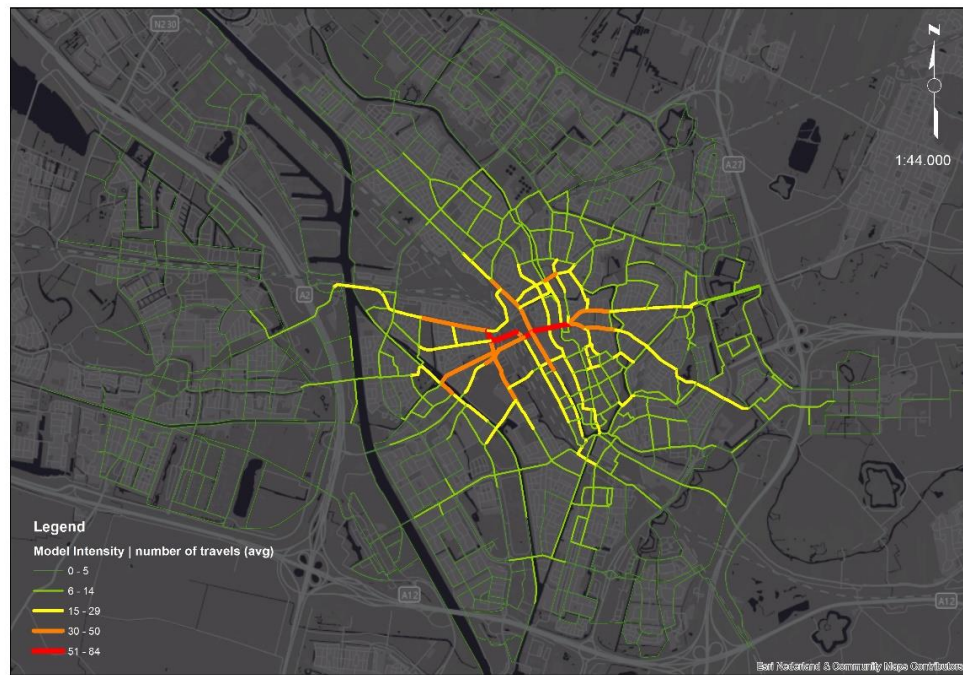 N230
N
1:44.000
A27
A2
Legend
Model Intensity | number of travels (avg)
0 - 5
6 - 14
15 - 29
30 - 50
51 - 84
A12
A12
Esri Nederland & Community Maps Contributors